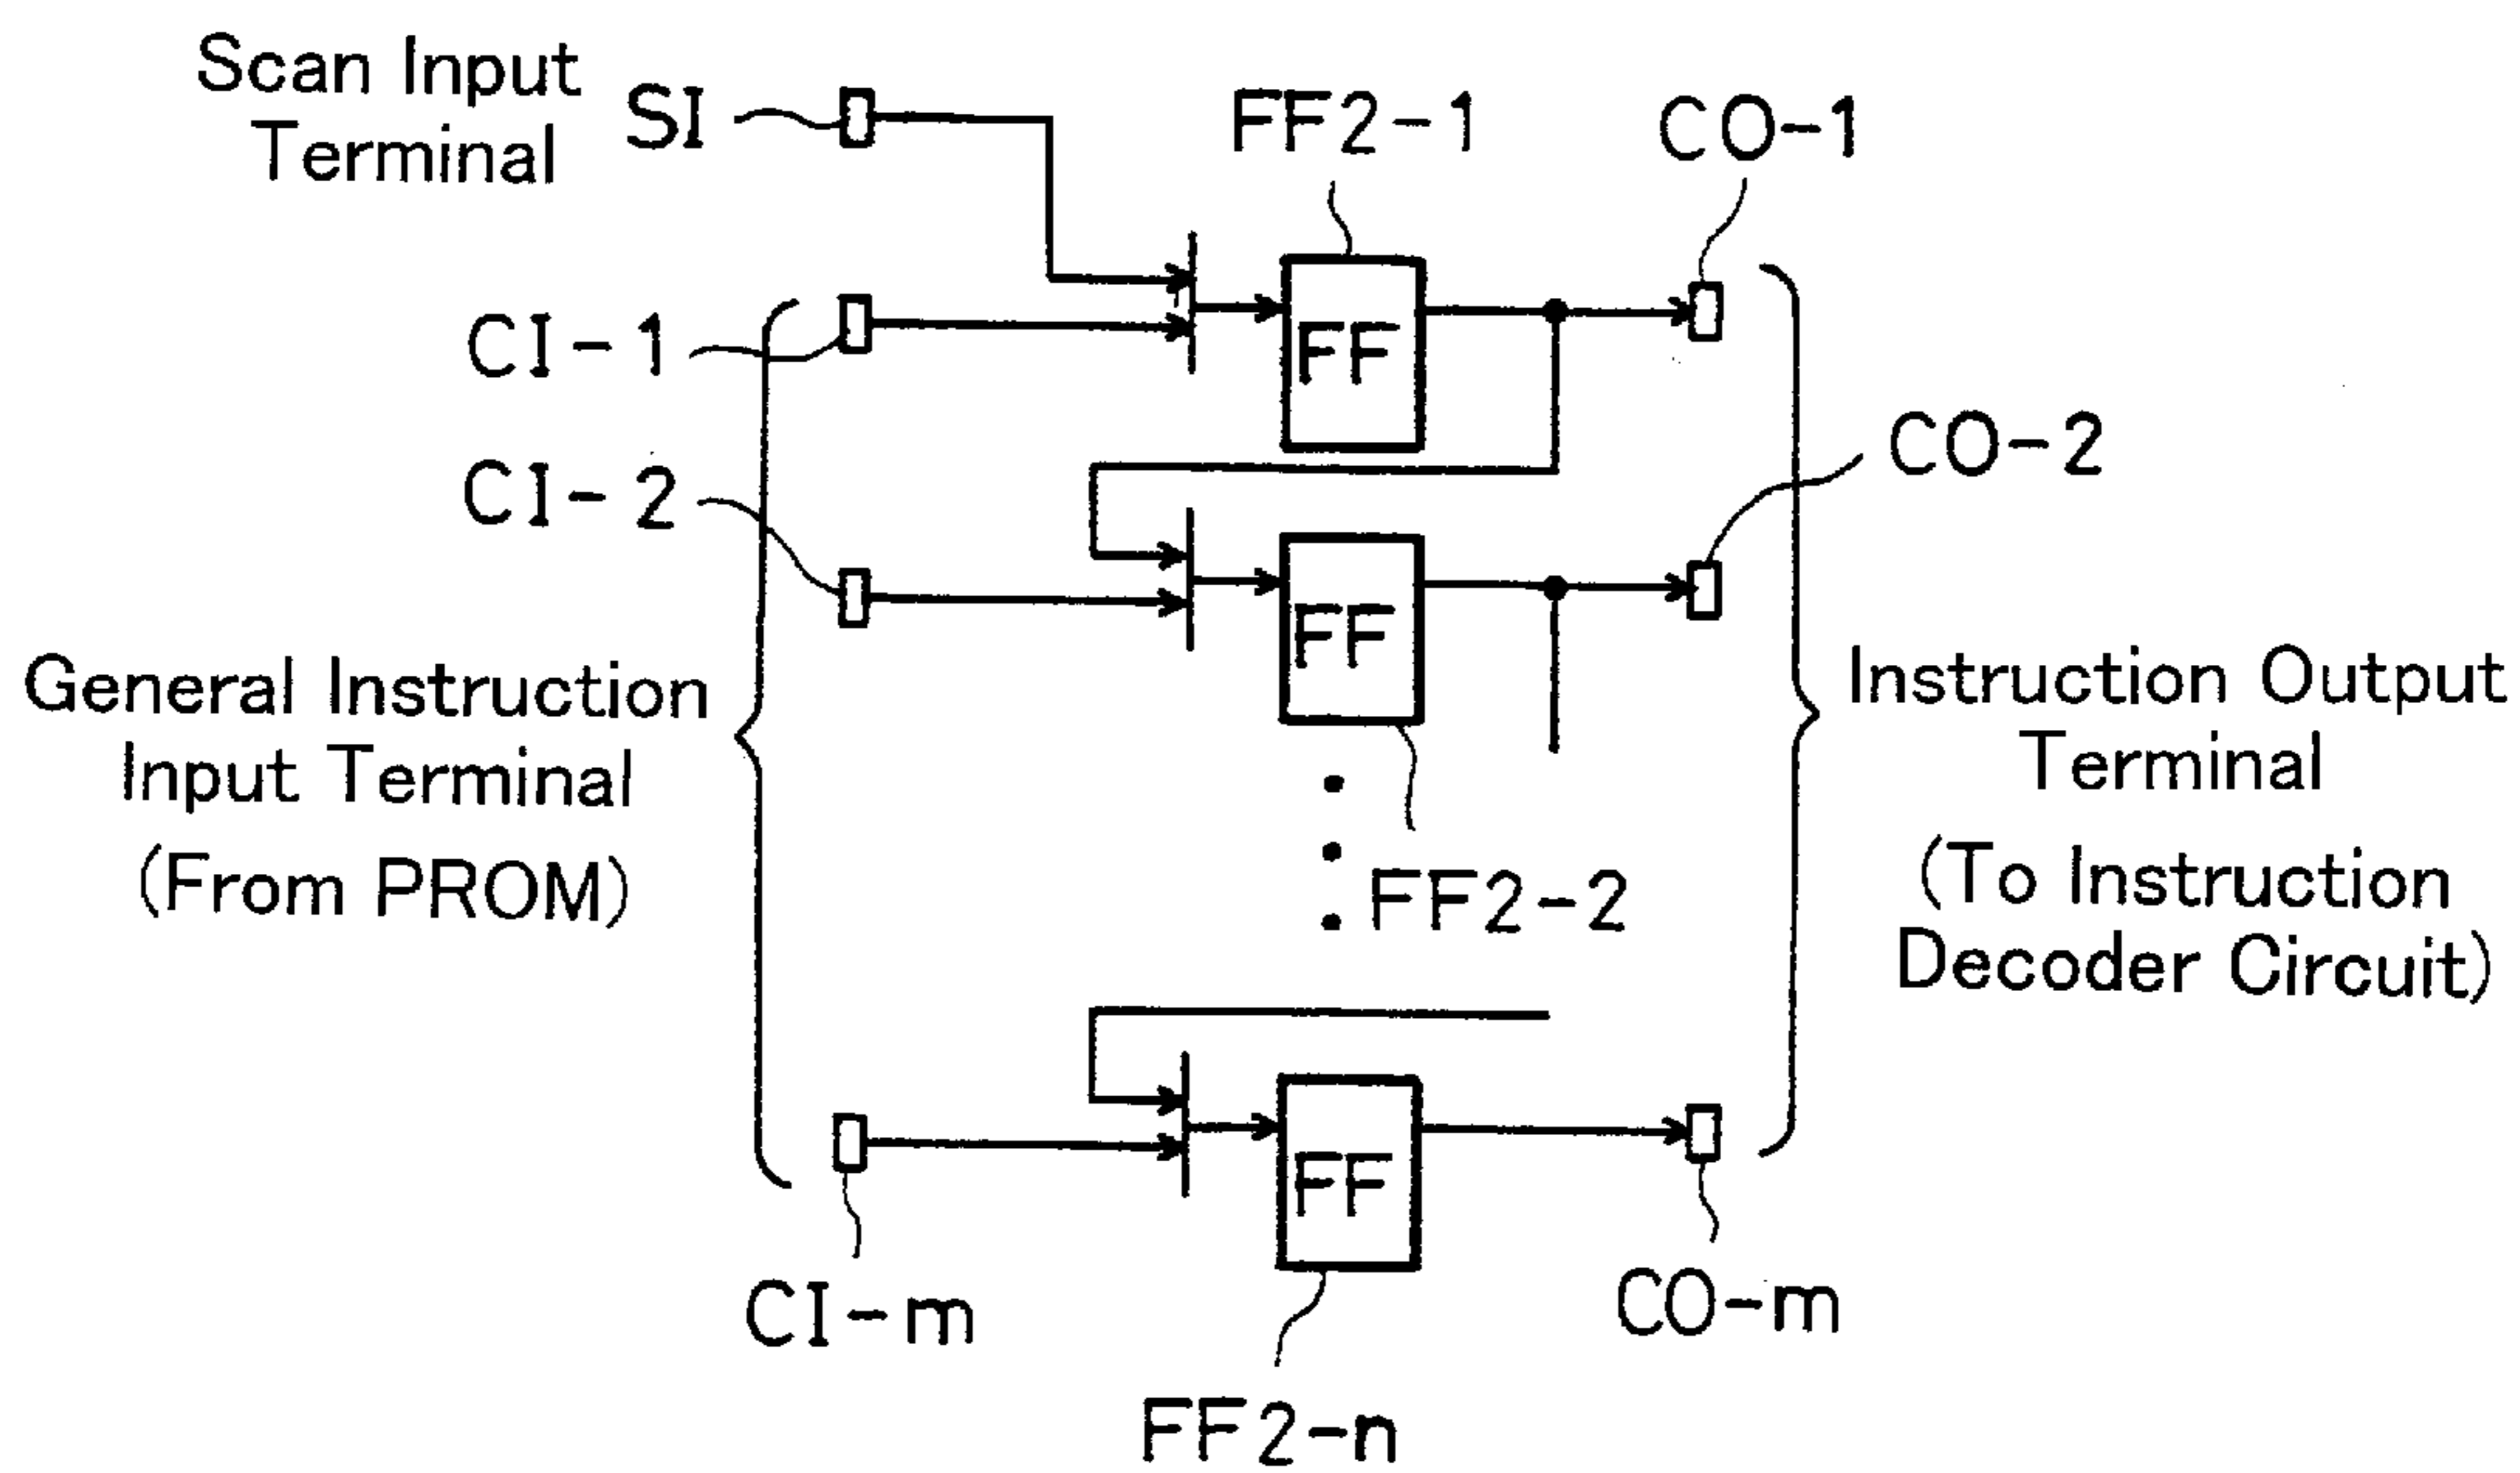 Scan Input
Terminal
SI
FF2-1
CO-1
CI-1
FF
CI-2
CO-2
FF
General Instruction
Input Terminal
(From PROM)
Instruction Output
Terminal
(To Instruction
Decoder Circuit)
FF2-2
FF
CI-m
CO-m
FF2-n